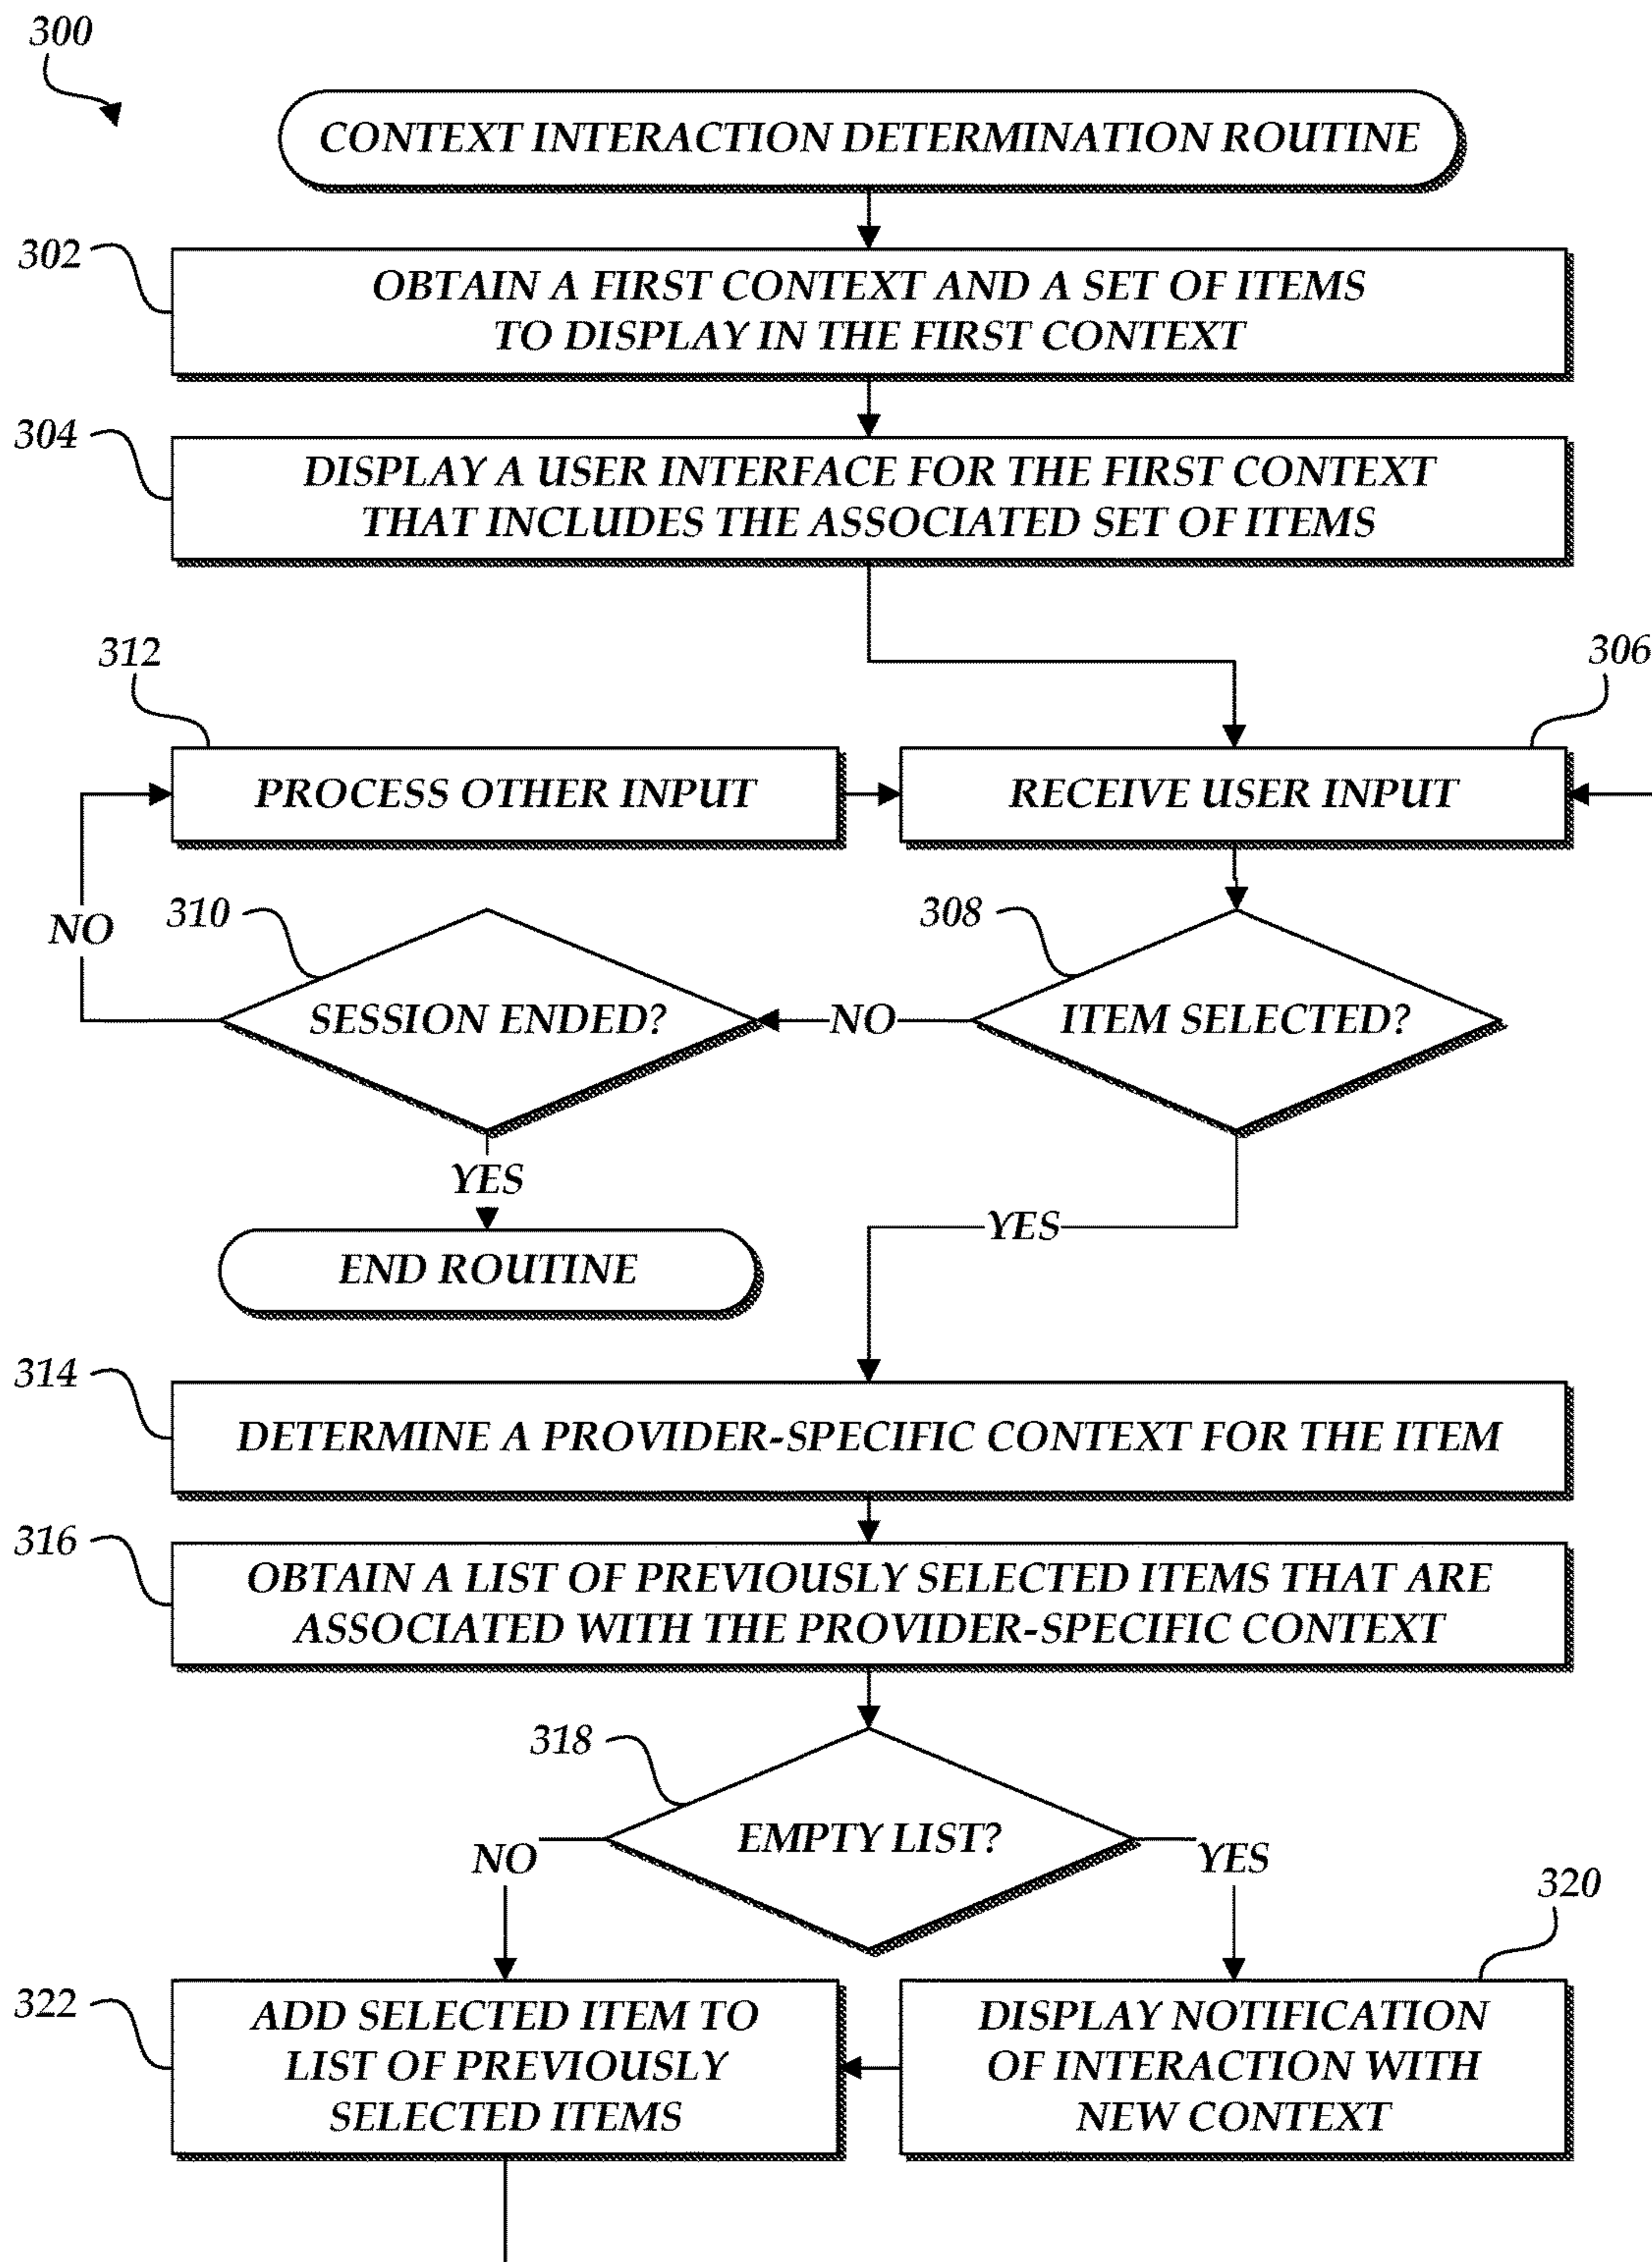 300
CONTEXT INTERACTION DETERMINATION ROUTINE
302
OBTAIN A FIRST CONTEXT AND A SET OF ITEMS
TO DISPLAY IN THE FIRST CONTEXT
304
DISPLAY A USER INTERFACE FOR THE FIRST CONTEXT
THAT INCLUDES THE ASSOCIATED SET OF ITEMS
312
306
PROCESS OTHER INPUT
RECEIVE USER INPUT
NO
310
308
SESSION ENDED?
NO
ITEM SELECTED?
YES
YES
END ROUTINE
314
DETERMINE A PROVIDER-SPECIFIC CONTEXT FOR THE ITEM
316
OBTAIN A LIST OF PREVIOUSLY SELECTED ITEMS THAT ARE
ASSOCIATED WITH THE PROVIDER-SPECIFIC CONTEXT
318
EMPTY LIST?
NO
YES
320
322
ADD SELECTED ITEM TO
LIST OF PREVIOUSLY
SELECTED ITEMS
DISPLAY NOTIFICATION
OF INTERACTION WITH
NEW CONTEXT